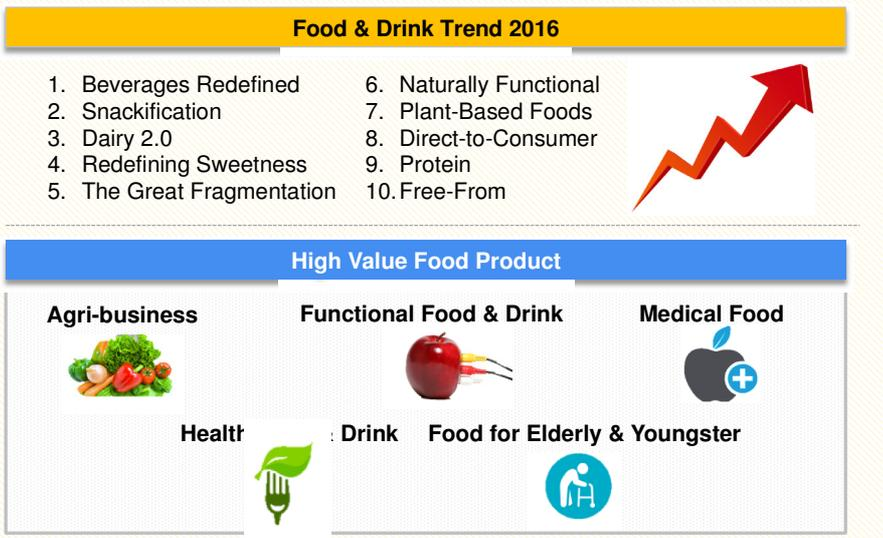 Food & Drink Trend 2016
1. Beverages Redefined
2. Snackification
3. Dairy 2.0
4. Redefining Sweetness
5. The Great Fragmentation
6. Naturally Functional
7. Plant-Based Foods
8. Direct-to-Consumer
9. Protein
10. Free-From
High Value Food Product
Agri-business
Functional Food & Drink
Medical Food
Drink
Food for Elderly & Youngster